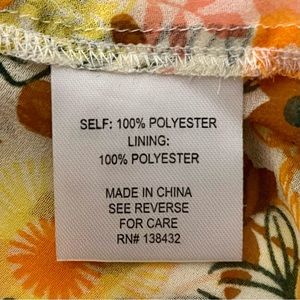 SELF: 100% POLYESTER
LINING:
100% POLYESTER
MADE IN CHINA
SEE REVERSE
FOR CARE
RN# 138432